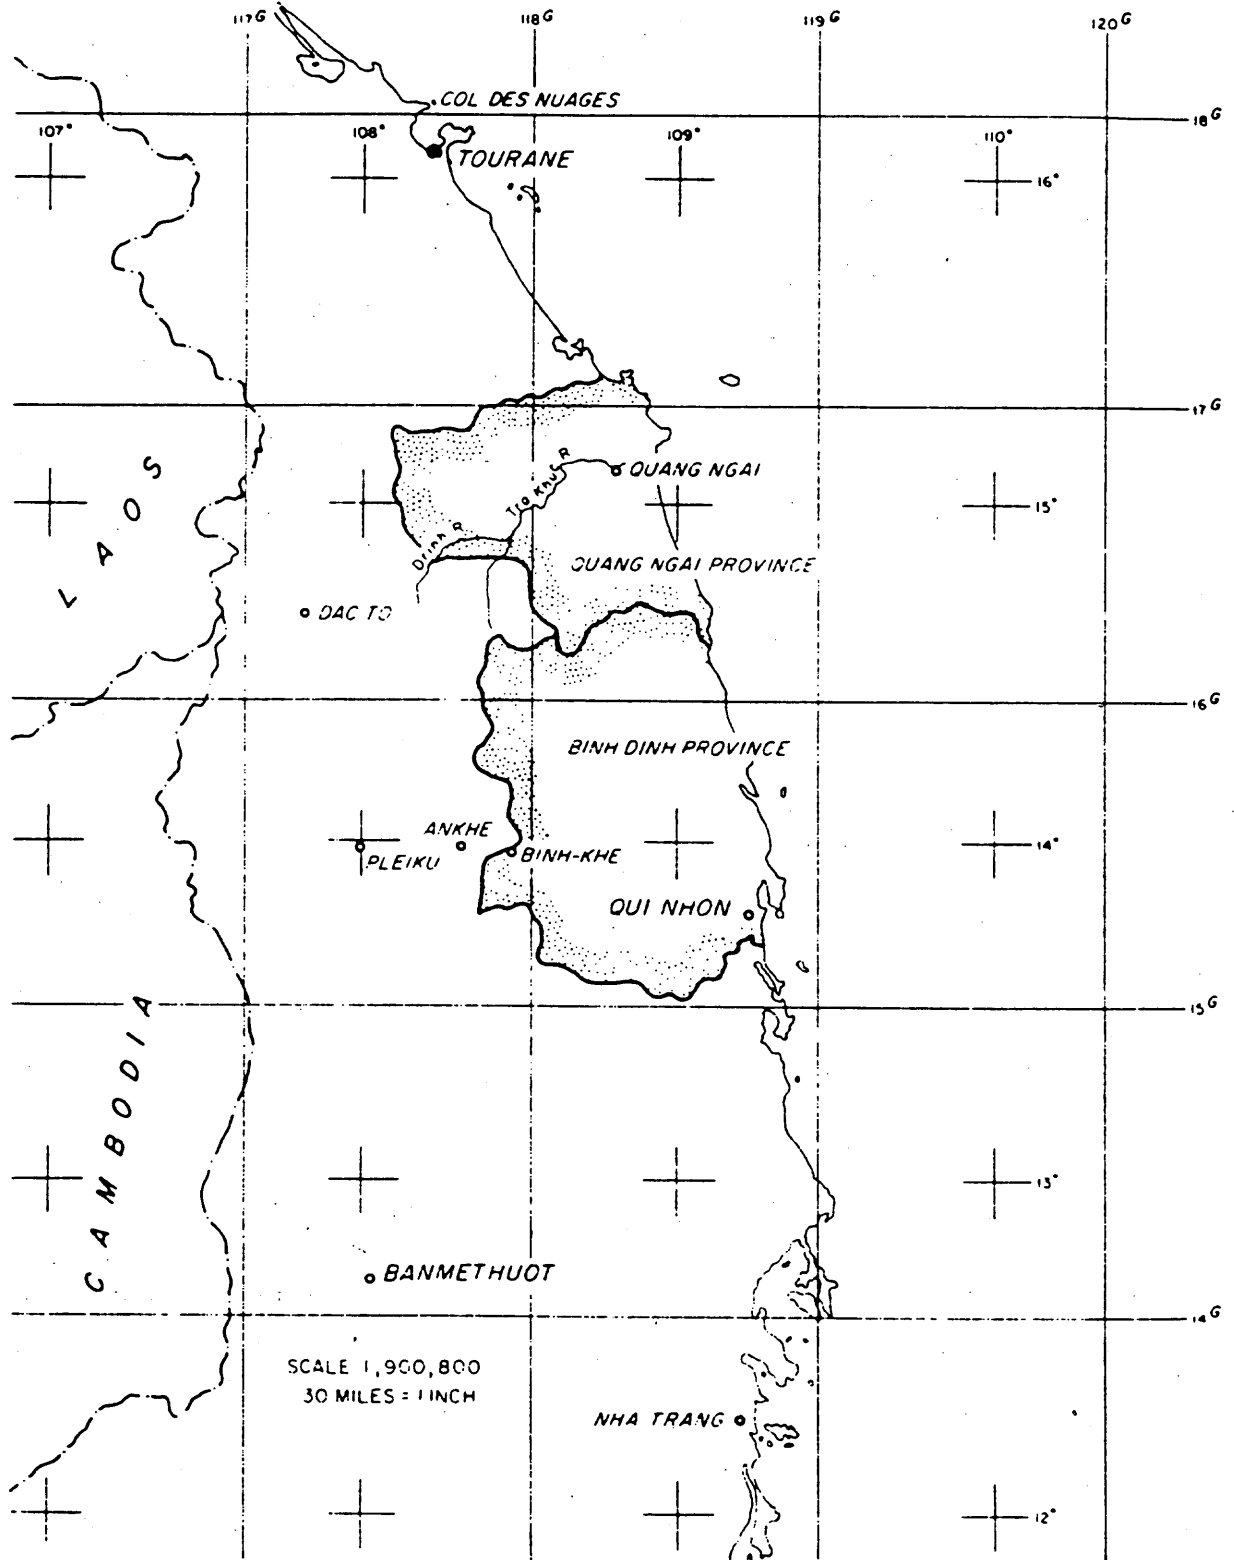 117G 118G 119G 120G
COL DES NUAGES
18G
107° 108° 109° 110°
TOURANE
16°
17G
LAOS
QUANG NGAI
Tra Khuc R
15°
Drinh R
QUANG NGAI PROVINCE
DAC TO
16G
BINH DINH PROVINCE
ANKHE
PLEIKU
BINH-KHE
14°
QUI NHON
15G
CAMBODIA
13°
BANMETHUOT
14G
SCALE 1,900,800
30 MILES = 1 INCH
NHA TRANG
12°